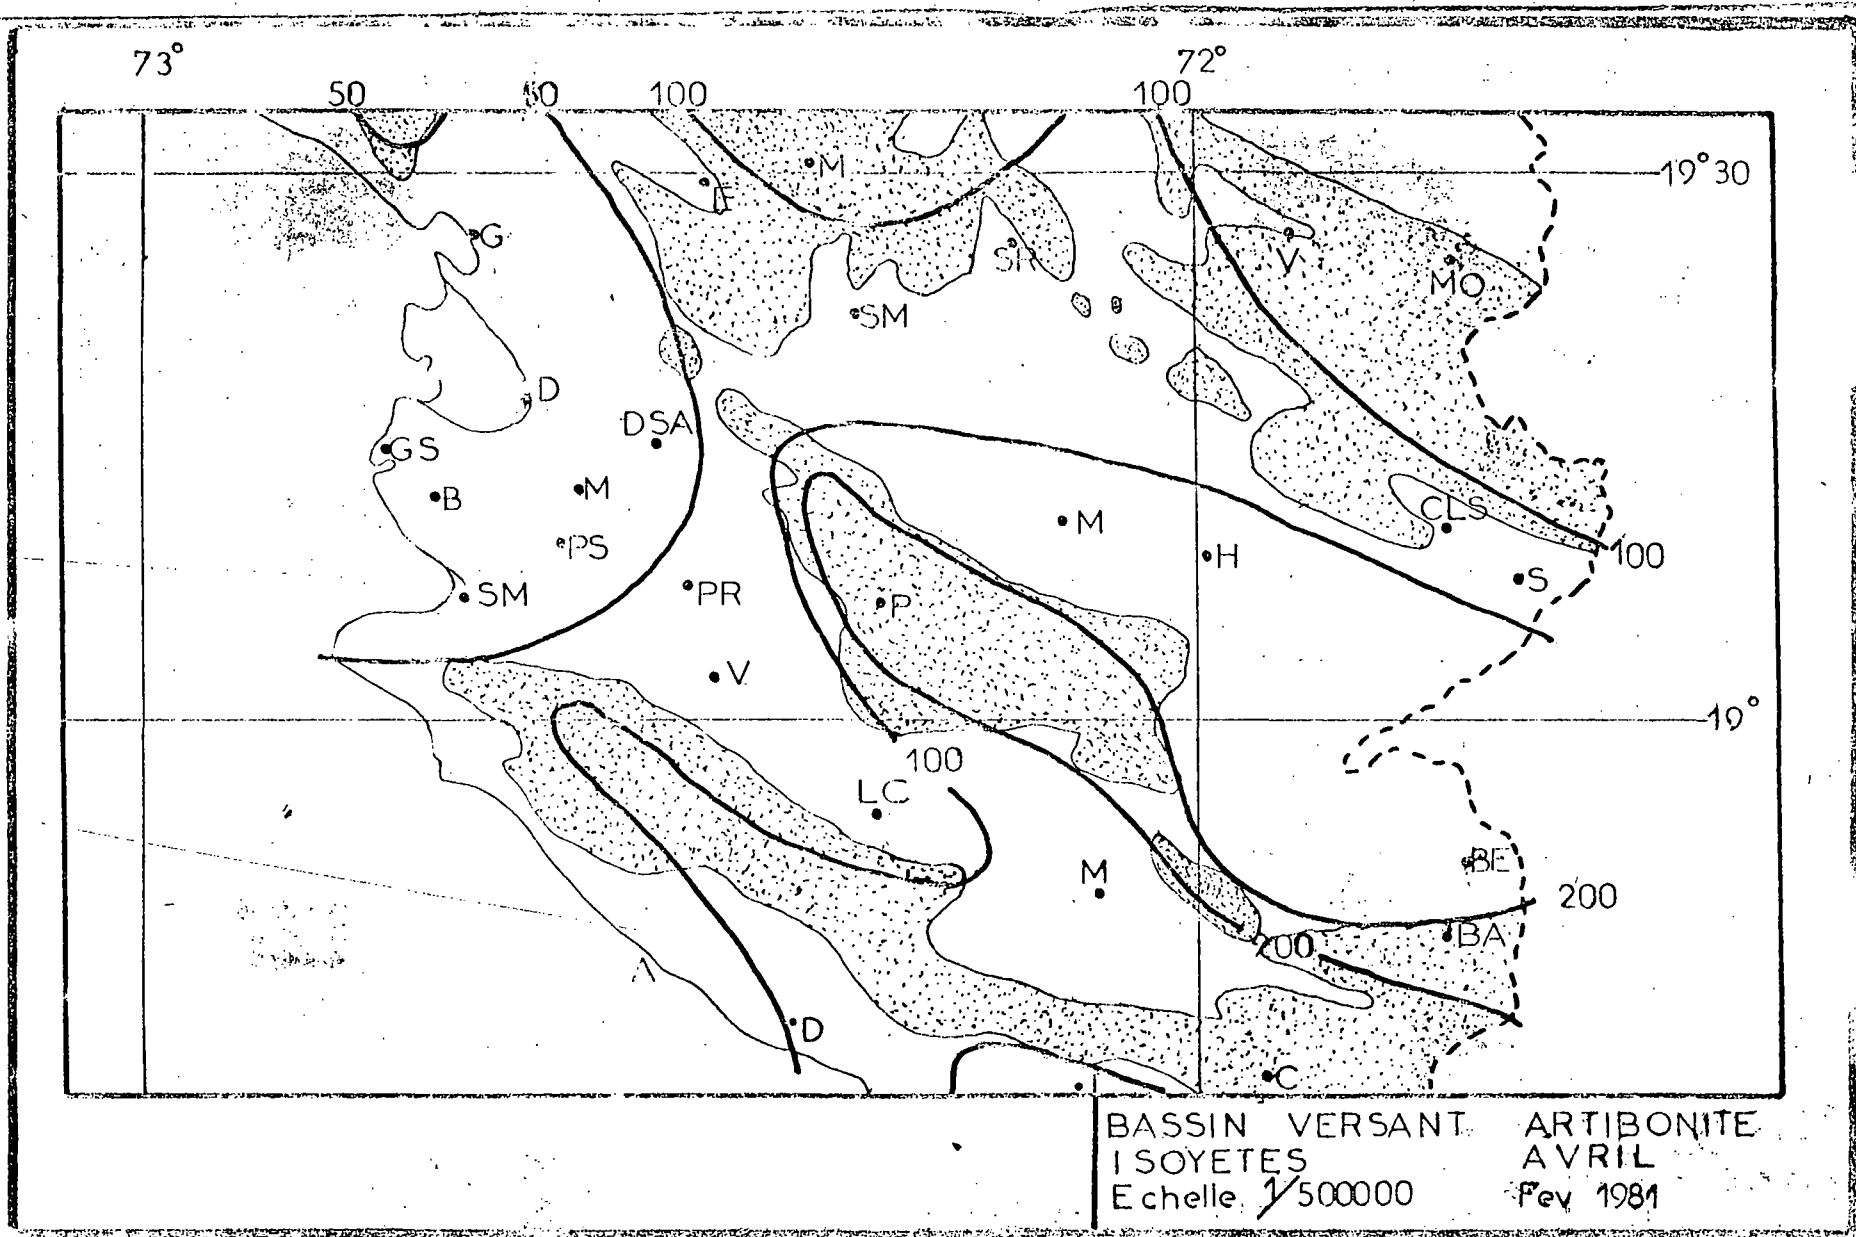 73° 72°
50 50 100 100
M
19°30
F
G
SR
V
MO
SM
D
DSA
GS
B
M
CLS
M
PS
H
100
S
SM
PR
P
V
19°
100
LC
M
BE
200
BA
200
A
D
C
BASSIN VERSANT ARTIBONITE
ISOYETES AVRIL
Echelle 1/500000 Fev 1981